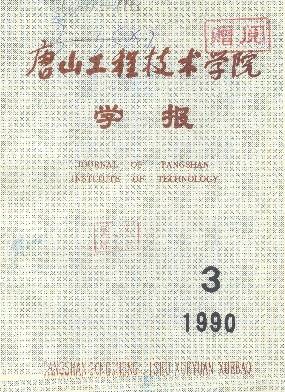 唐山工程技术学院
学报
JOURNAL OF TANGSHAN
INSTITUTE OF TECHNOLOGY
3
1990
TANGSHAN GONGCHENG JISHU XUEYUAN XUEBAO